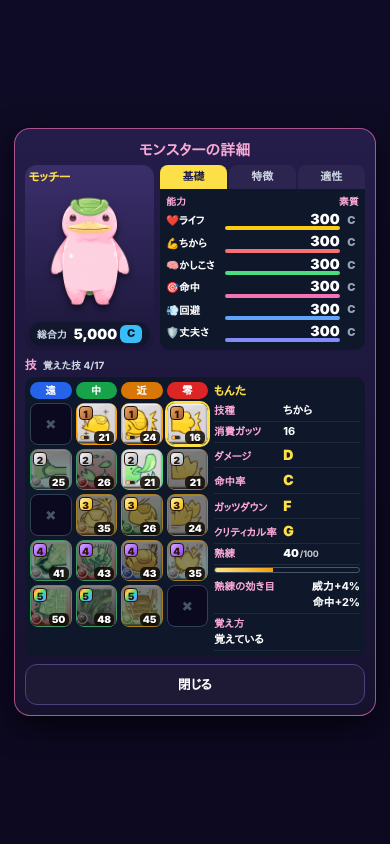 モンスターの詳細
モッチー
総合力 5,000 C
基礎 特徴 適性
能力 素質
ライフ 300 C
ちから 300 C
かしこさ 300 C
命中 300 C
回避 300 C
丈夫さ 300 C
技 覚えた技 4/17
遠 中 近 零
1 21
1 24
1 16
2 25
2 26
2 21
2 21
3 35
3 26
3 24
4 41
4 43
4 43
4 35
5 50
5 48
5 45
もんた
技種 ちから
消費ガッツ 16
ダメージ D
命中率 C
ガッツダウン F
クリティカル率 G
熟練 40/100
熟練の効き目 威力+4%
命中+2%
覚え方
覚えている
閉じる